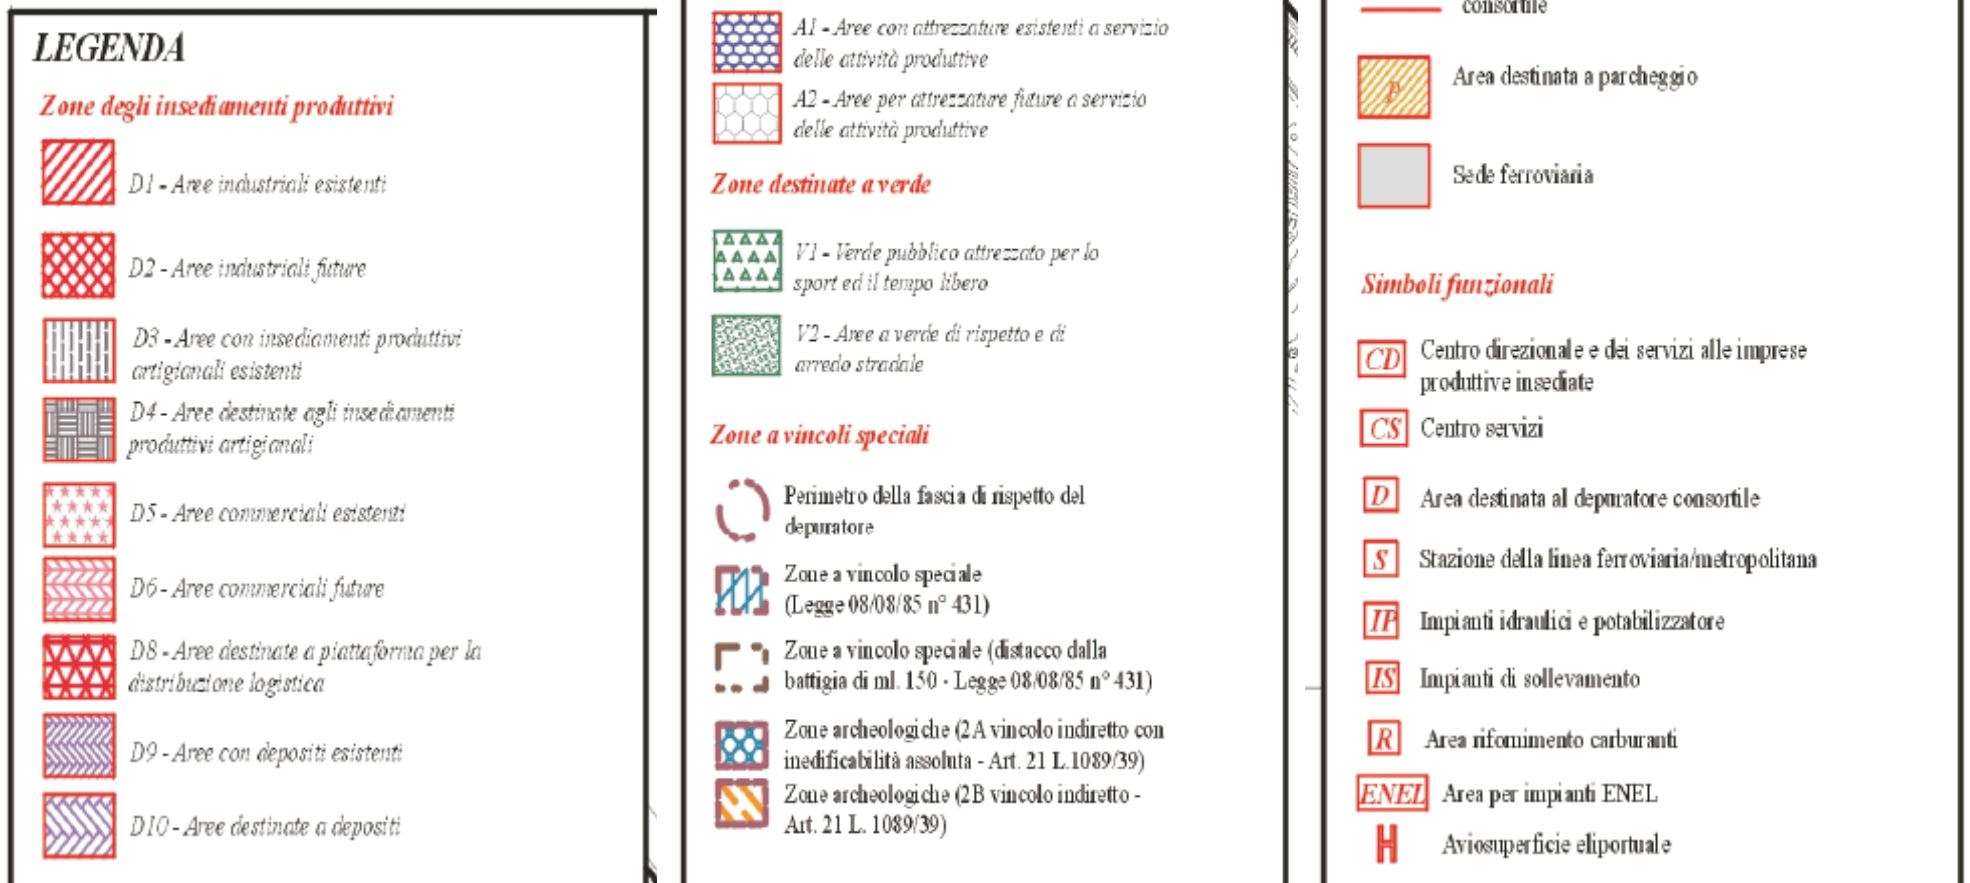 LEGENDA
Zone degli insediamenti produttivi
D1 - Aree industriali esistenti
D2 - Aree industriali future
D3 - Aree con insediamenti produttivi
artigianali esistenti
D4 - Aree destinate agli insediamenti
produttivi artigianali
D5 - Aree commerciali esistenti
D6 - Aree commerciali future
D8 - Aree destinate a piattaforma per la
distribuzione logistica
D9 - Aree con depositi esistenti
D10 - Aree destinate a depositi
A1 - Aree con attrezzature esistenti a servizio
delle attività produttive
A2 - Aree per attrezzature future a servizio
delle attività produttive
Zone destinate a verde
V1 - Verde pubblico attrezzato per lo
sport ed il tempo libero
V2 - Aree a verde di rispetto e di
arredo stradale
Zone a vincoli speciali
Perimetro della fascia di rispetto del
depuratore
Zone a vincolo speciale
(Legge 08/08/85 n° 431)
Zone a vincolo speciale (distacco dalla
battigia di ml. 150 - Legge 08/08/85 n° 431)
Zone archeologiche (2A vincolo indiretto con
inedificabilità assoluta - Art. 21 L.1089/39)
Zone archeologiche (2B vincolo indiretto -
Art. 21 L. 1089/39)
consortile
P Area destinata a parcheggio
Sede ferroviaria
Simboli funzionali
CD Centro direzionale e dei servizi alle imprese
produttive insediate
CS Centro servizi
D Area destinata al depuratore consortile
S Stazione della linea ferroviaria/metropolitana
IP Impianti idraulici e potabilizzatore
IS Impianti di sollevamento
R Area rifornimento carburanti
ENEL Area per impianti ENEL
H Aviosuperficie eliportuale